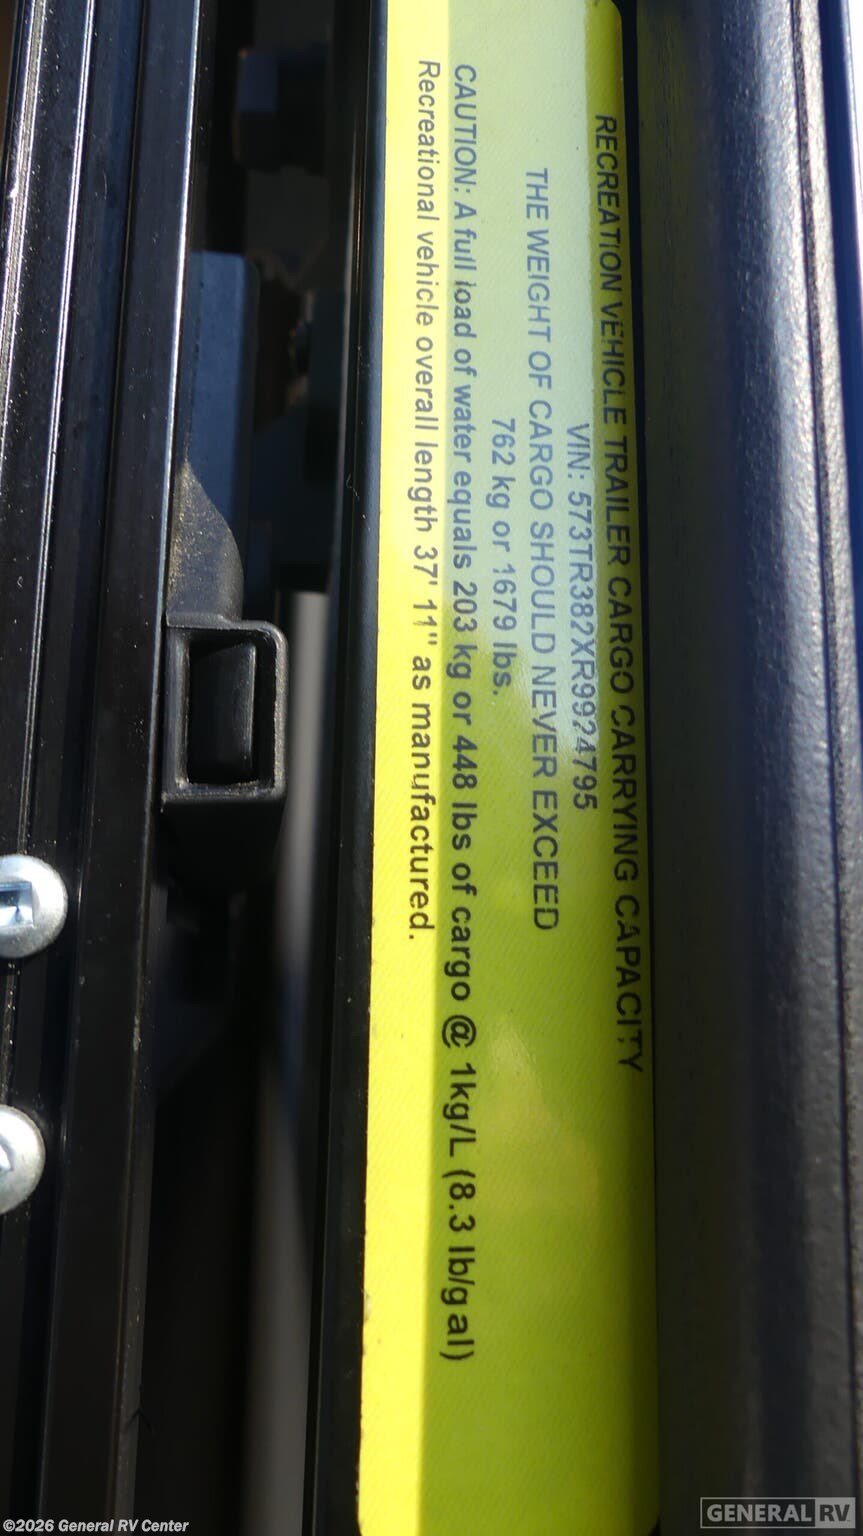 RECREATION VEHICLE TRAILER CARGO CARRYING CAPACITY
VIN: 573TR382XR9924795
THE WEIGHT OF CARGO SHOULD NEVER EXCEED
762 kg or 1679 lbs.
CAUTION: A full load of water equals 203 kg or 448 lbs of cargo @ 1kg/L (8.3 lb/gal)
Recreational vehicle overall length 37' 11" as manufactured.
©2026 General RV Center
GENERAL RV